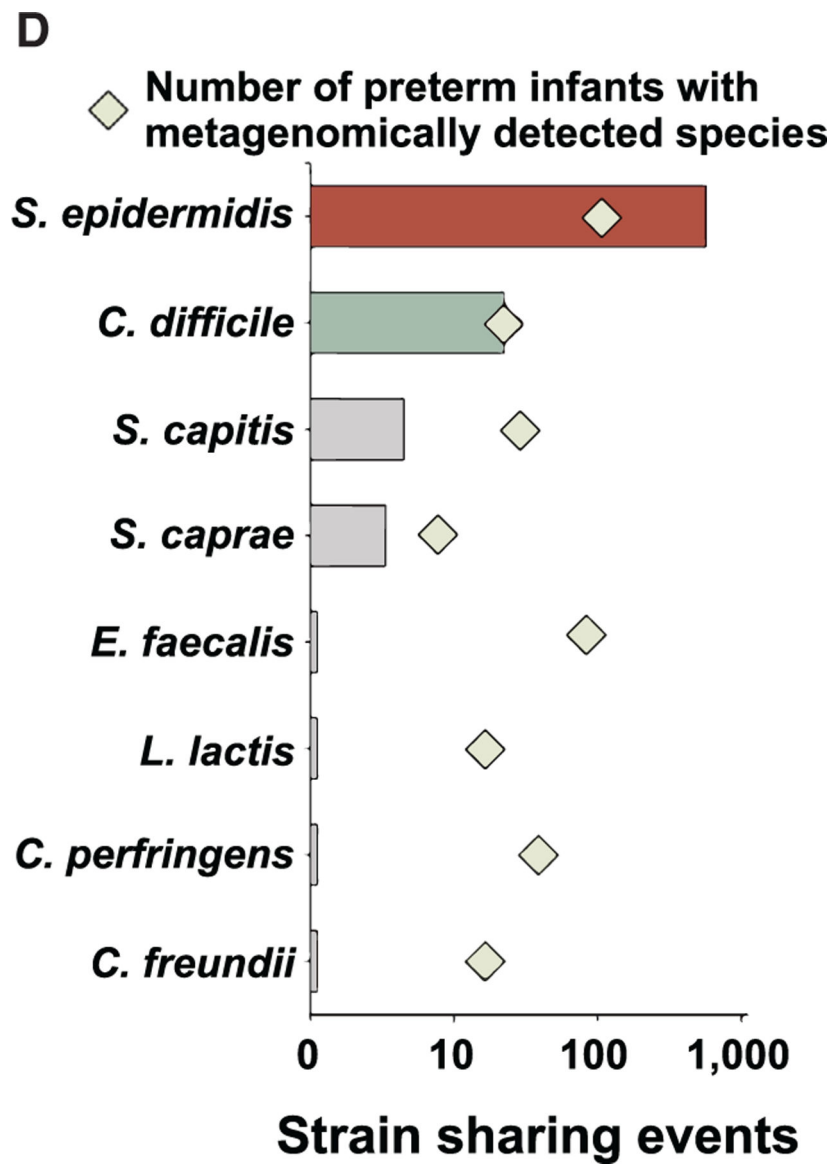 D
Number of preterm infants with
metagenomically detected species
S. epidermidis
C. difficile
S. capitis
S. caprae
E. faecalis
L. lactis
C. perfringens
C. freundii
0 10 100 1,000
Strain sharing events